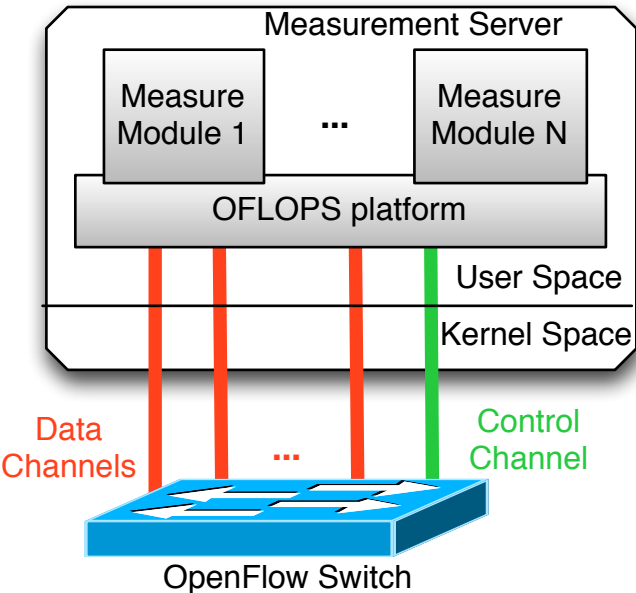 Measurement Server
Measure
Module 1
...
Measure
Module N
OFLOPS platform
User Space
Kernel Space
Data
Channels
...
Control
Channel
OpenFlow Switch